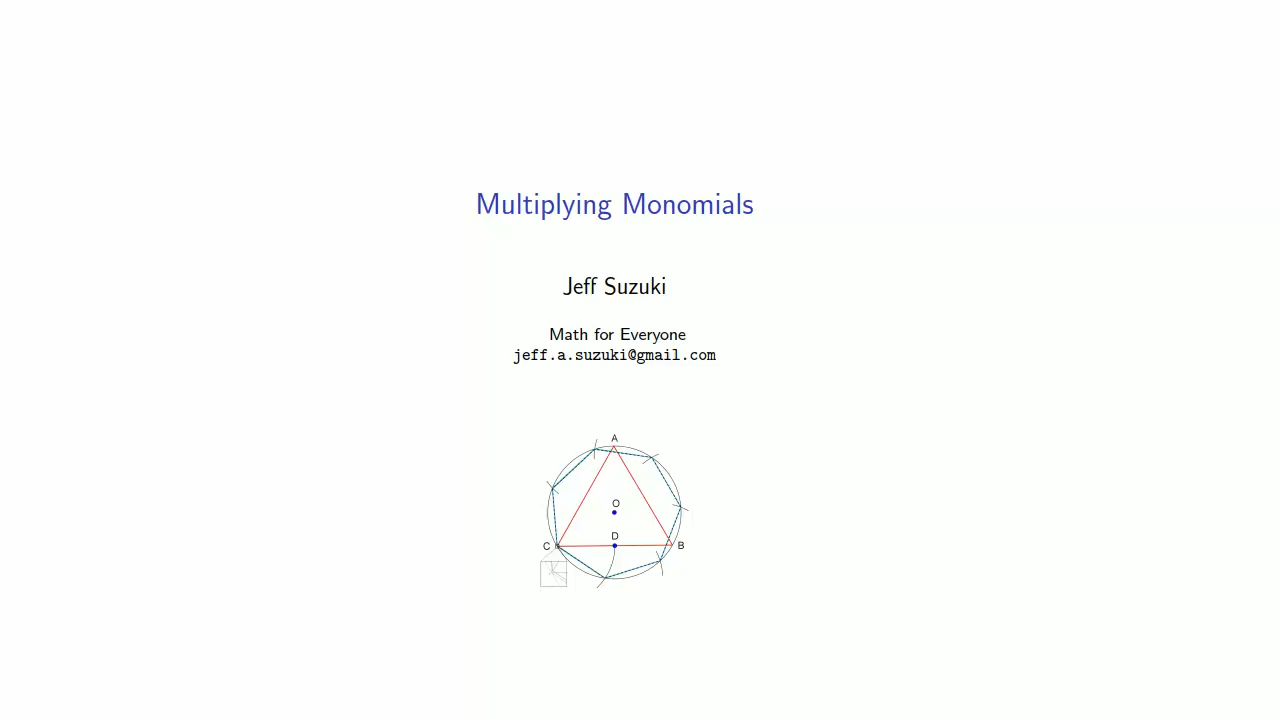 Multiplying Monomials
Jeff Suzuki
Math for Everyone
jeff.a.suzuki@gmail.com
A
O
D
C
B